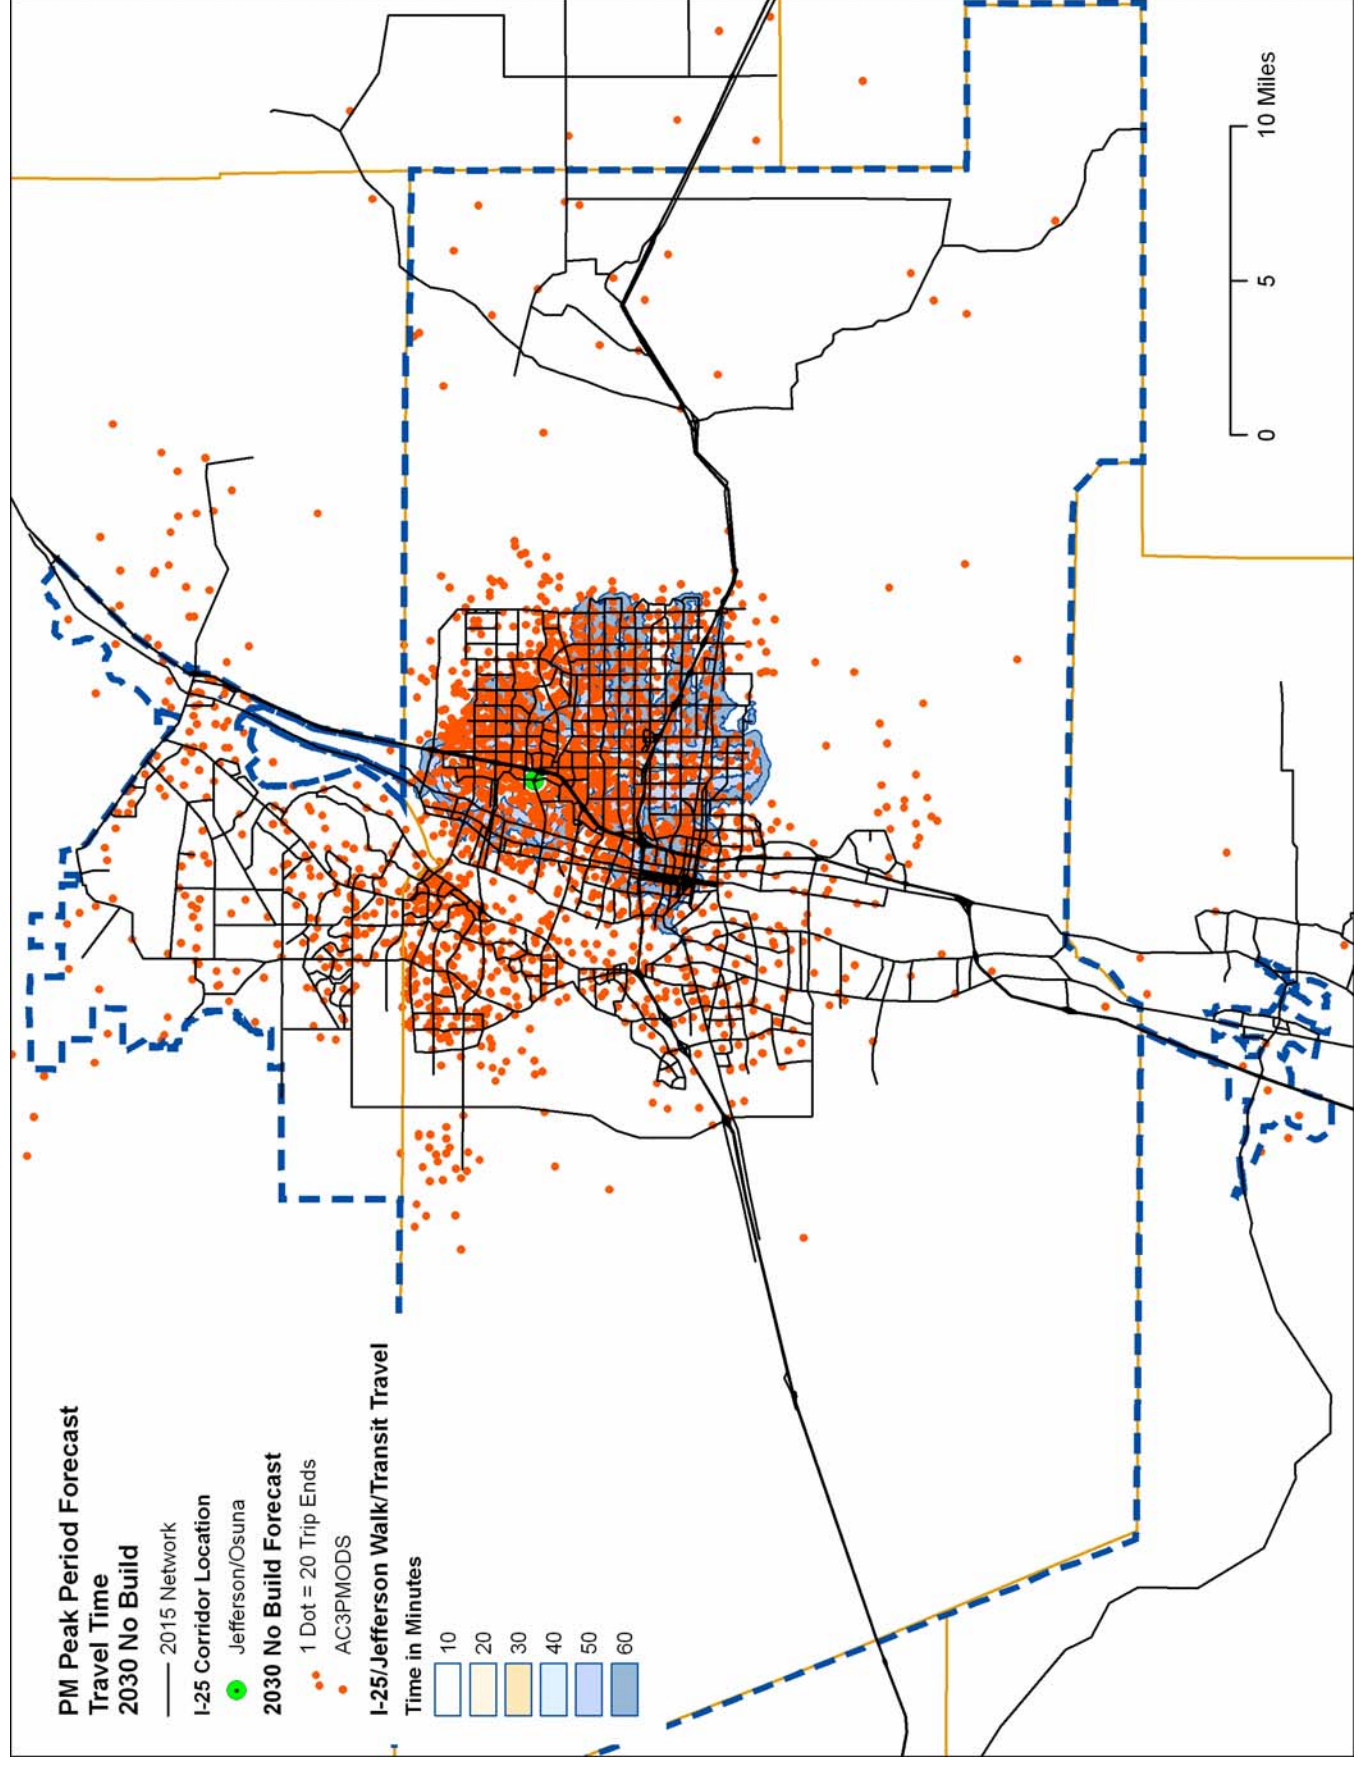 PM Peak Period Forecast
Travel Time
2030 No Build
2015 Network
I-25 Corridor Location
Jefferson/Osuna
2030 No Build Forecast
1 Dot = 20 Trip Ends
AC3PMODS
I-25/Jefferson Walk/Transit Travel
Time in Minutes
10
20
30
40
50
60
0
5
10 Miles